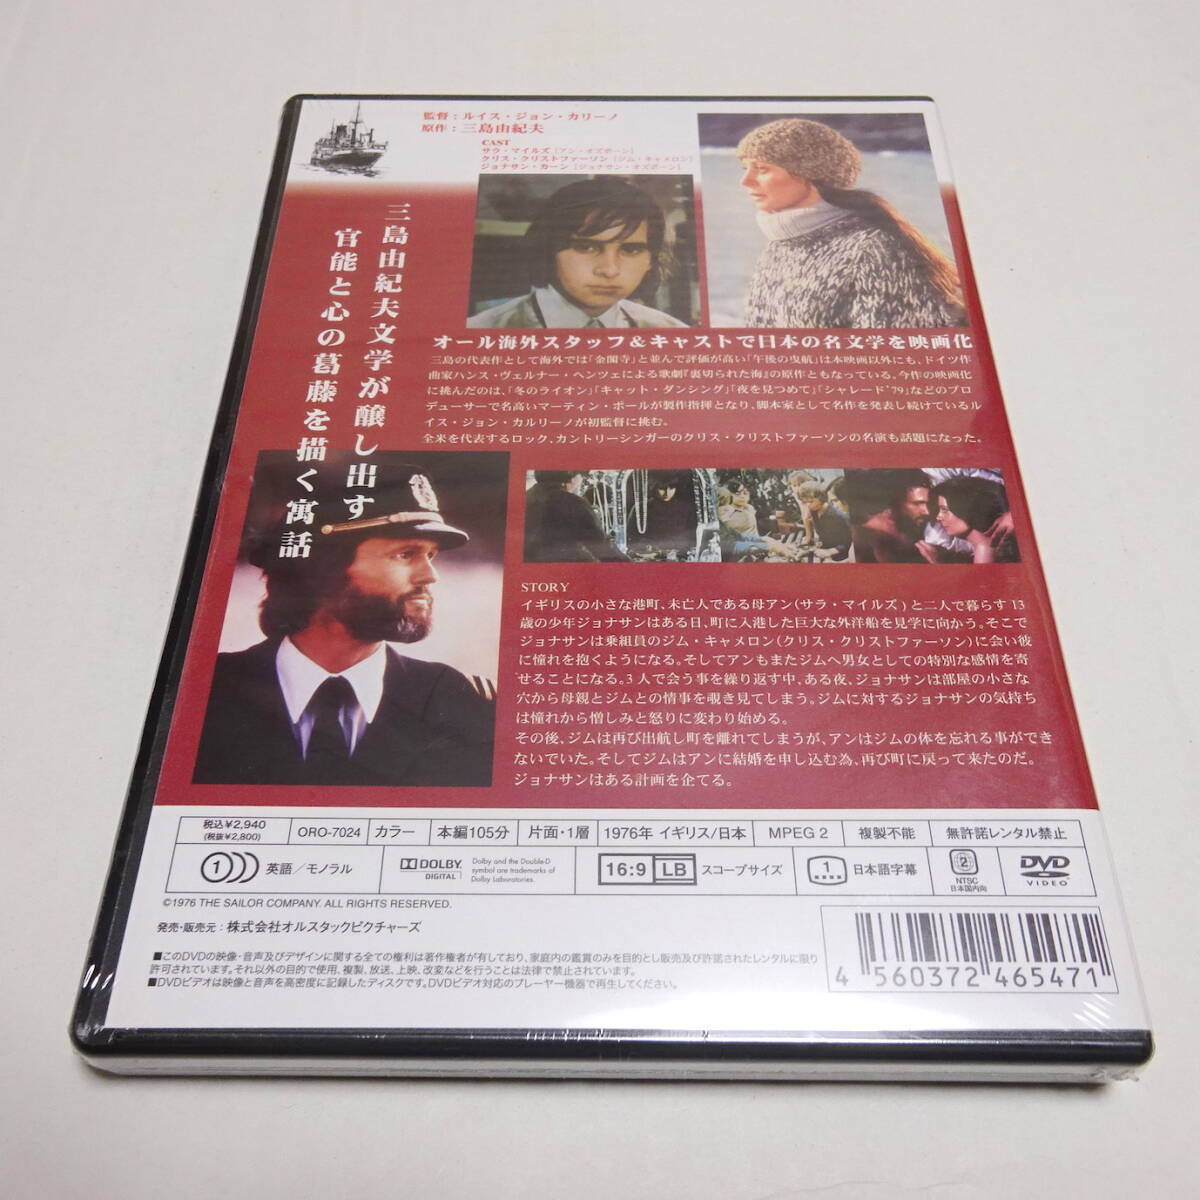 監督：ルイス・ジョン・カリーノ
原作：三島由紀夫
CAST
サラ・マイルズ［アン・オズボーン］
クリス・クリストファーソン［ジム・キャメロン］
ジョナサン・カーン［ジョナサン・オズボーン］
三島由紀夫文学が醸し出す
官能と心の葛藤を描く寓話
オール海外スタッフ＆キャストで日本の名文学を映画化
三島の代表作として海外では「金閣寺」と並んで評価が高い「午後の曳航」は本映画以外にも、ドイツ作
曲家ハンス・ヴェルナー・ヘンツェによる歌劇『裏切られた海』の原作ともなっている。今作の映画化
に挑んだのは、「冬のライオン」「キャット・ダンシング」「夜を見つめて」「シャレード'79」などのプロ
デューサーで名高いマーティン・ポールが製作指揮となり、脚本家として名作を発表し続けているル
イス・ジョン・カルリーノが初監督に挑む。
全米を代表するロック、カントリーシンガーのクリス・クリストファーソンの名演も話題になった。
STORY
イギリスの小さな港町、未亡人である母アン(サラ・マイルズ)と二人で暮らす13
歳の少年ジョナサンはある日、町に入港した巨大な外洋船を見学に向かう。そこで
ジョナサンは乗組員のジム・キャメロン(クリス・クリストファーソン)に会い彼
に憧れを抱くようになる。そしてアンもまたジムへ男女としての特別な感情を寄
せることになる。3人で会う事を繰り返す中、ある夜、ジョナサンは部屋の小さな
穴から母親とジムとの情事を覗き見てしまう。ジムに対するジョナサンの気持ち
は憧れから憎しみと怒りに変わり始める。
その後、ジムは再び出航し町を離れてしまうが、アンはジムの体を忘れる事ができ
ないでいた。そしてジムはアンに結婚を申し込む為、再び町に戻って来たのだ。
ジョナサンはある計画を企てる。
税込¥2,940
(税抜¥2,800)
ORO-7024
カラー
本編105分
片面・1層
1976年 イギリス/日本
MPEG 2
複製不能
無許諾レンタル禁止
1
英語／モノラル
DOLBY
DIGITAL
Dolby and the Double-D
symbol are trademarks of
Dolby Laboratories.
16:9 LB
スコープサイズ
1
日本語字幕
2
NTSC
日本国内向
DVD
VIDEO
©1976 THE SAILOR COMPANY. ALL RIGHTS RESERVED.
発売・販売元：株式会社オルスタックピクチャーズ
■このDVDの映像・音声及びデザインに関する全ての権利は著作権者が有しており、家庭内の鑑賞のみを目的とし販売及び許諾されたレンタルに限り
許可されています。それ以外の目的で使用、複製、放送、上映、改変などを行うことは法律で禁止されています。
■DVDビデオは映像と音声を高密度に記録したディスクです。DVDビデオ対応のプレーヤー機器で再生してください。
4 560372 465471